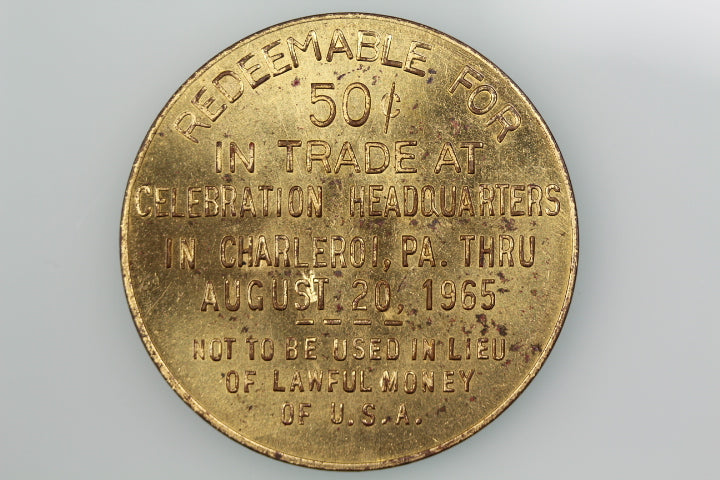 REDEEMABLE FOR
50¢
IN TRADE AT
CELEBRATION HEADQUARTERS
IN CHARLEROI, PA. THRU
AUGUST 20, 1965
NOT TO BE USED IN LIEU
OF LAWFUL MONEY
OF U.S.A.